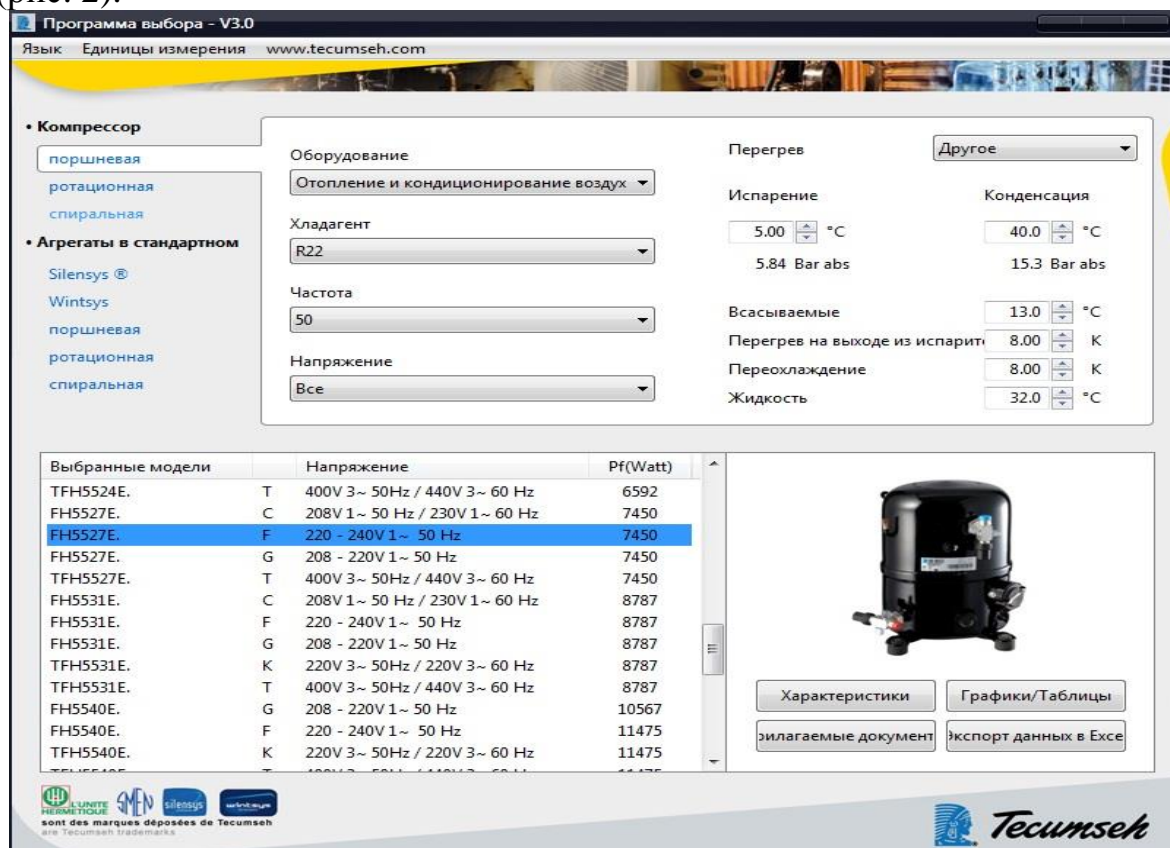 (рис. 2).
Программа выбора - V3.0
Язык Единицы измерения www.tecumseh.com
• Компрессор
поршневая
ротационная
спиральная
• Агрегаты в стандартном
Silensys ®
Wintsys
поршневая
ротационная
спиральная
Оборудование
Отопление и кондиционирование воздух
Хладагент
R22
Частота
50
Напряжение
Все
Перегрев Другое
Испарение Конденсация
5.00 °C 40.0 °C
5.84 Bar abs 15.3 Bar abs
Всасываемые 13.0 °C
Перегрев на выходе из испарит 8.00 K
Переохлаждение 8.00 K
Жидкость 32.0 °C
Выбранные модели Напряжение Pf(Watt)
TFH5524E. T 400V 3~ 50Hz / 440V 3~ 60 Hz 6592
FH5527E. C 208V 1~ 50 Hz / 230V 1~ 60 Hz 7450
FH5527E. F 220 - 240V 1~ 50 Hz 7450
FH5527E. G 208 - 220V 1~ 50 Hz 7450
TFH5527E. T 400V 3~ 50Hz / 440V 3~ 60 Hz 7450
FH5531E. C 208V 1~ 50 Hz / 230V 1~ 60 Hz 8787
FH5531E. F 220 - 240V 1~ 50 Hz 8787
FH5531E. G 208 - 220V 1~ 50 Hz 8787
TFH5531E. K 220V 3~ 50Hz / 220V 3~ 60 Hz 8787
TFH5531E. T 400V 3~ 50Hz / 440V 3~ 60 Hz 8787
FH5540E. G 208 - 220V 1~ 50 Hz 10567
FH5540E. F 220 - 240V 1~ 50 Hz 11475
TFH5540E. K 220V 3~ 50Hz / 220V 3~ 60 Hz 11475
Характеристики Графики/Таблицы
рилагаемые документ Экспорт данных в Exce
L'UNITE HERMETIQUE SMEN silensys wintsys
sont des marques déposées de Tecumseh
are Tecumseh trademarks
Tecumseh